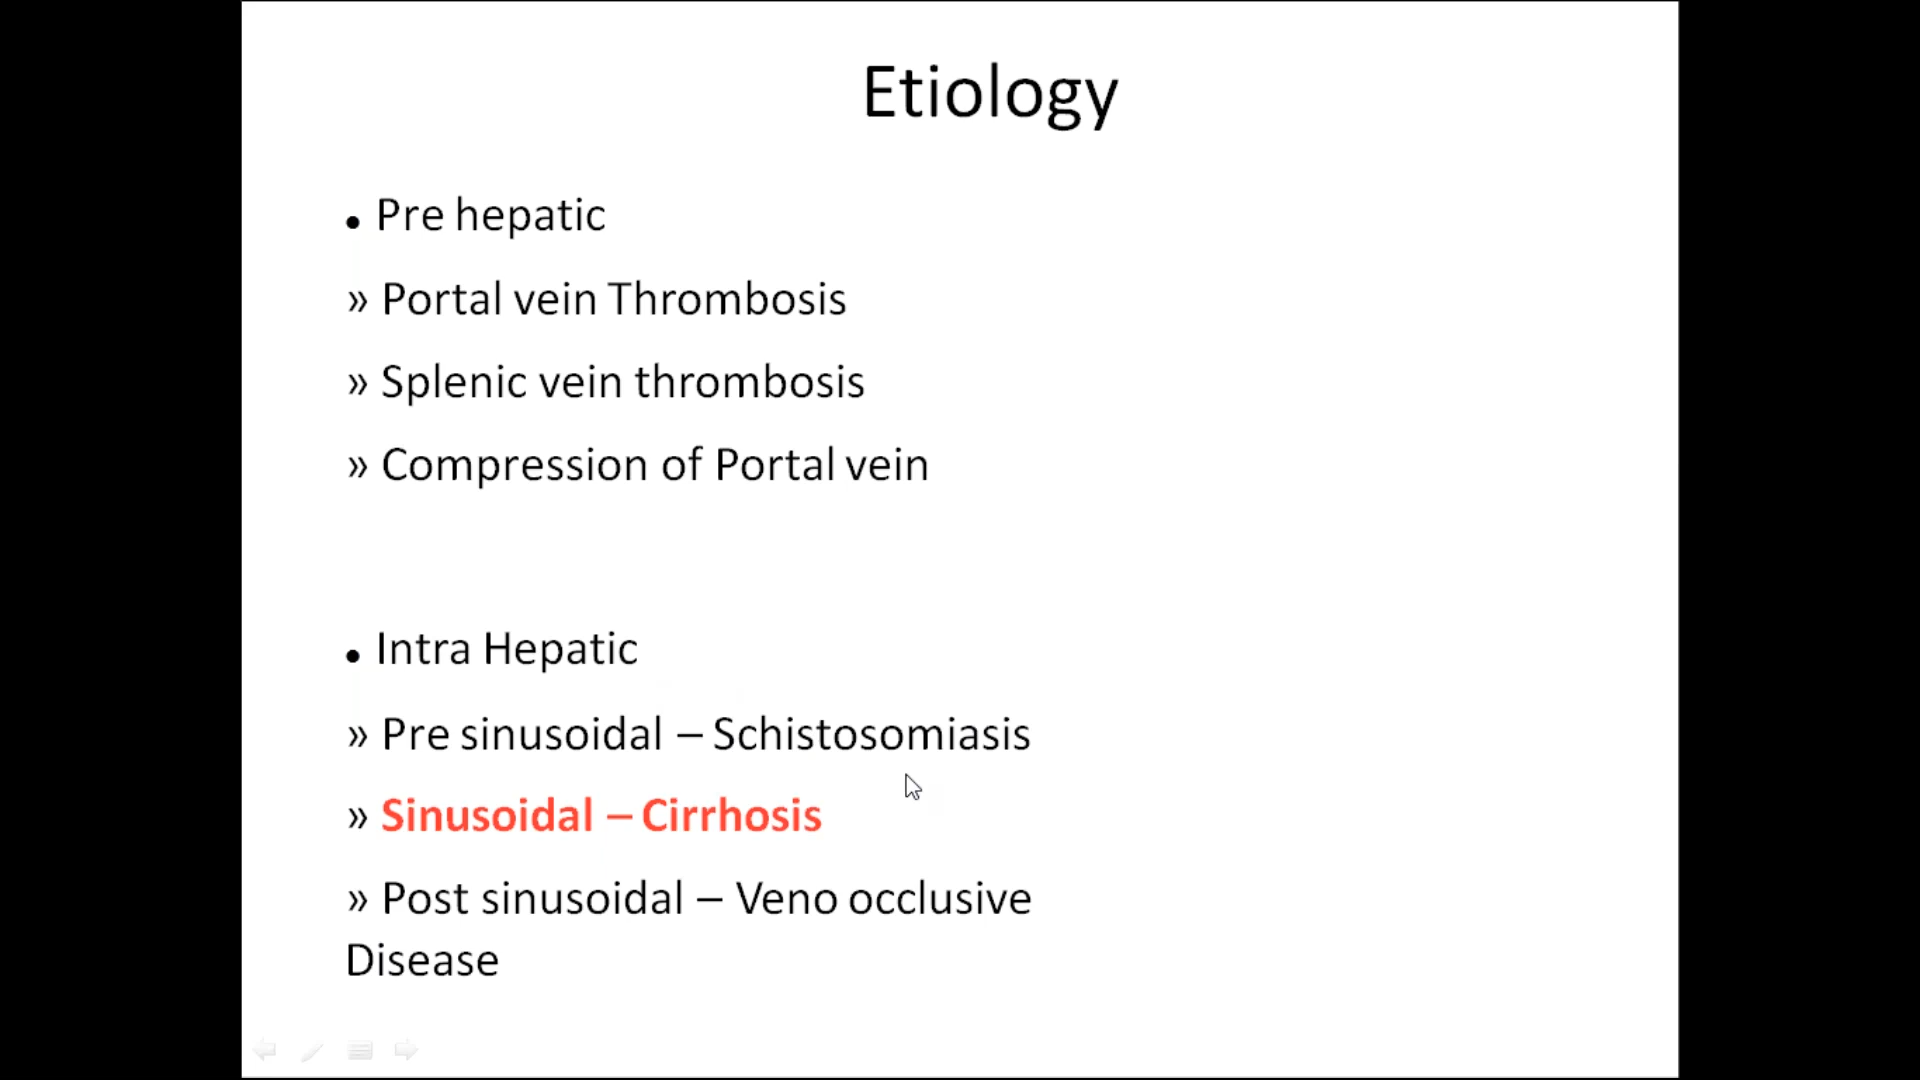 Etiology
• Pre hepatic
» Portal vein Thrombosis
» Splenic vein thrombosis
» Compression of Portal vein
• Intra Hepatic
» Pre sinusoidal – Schistosomiasis
» Sinusoidal – Cirrhosis
» Post sinusoidal – Veno occlusive
Disease